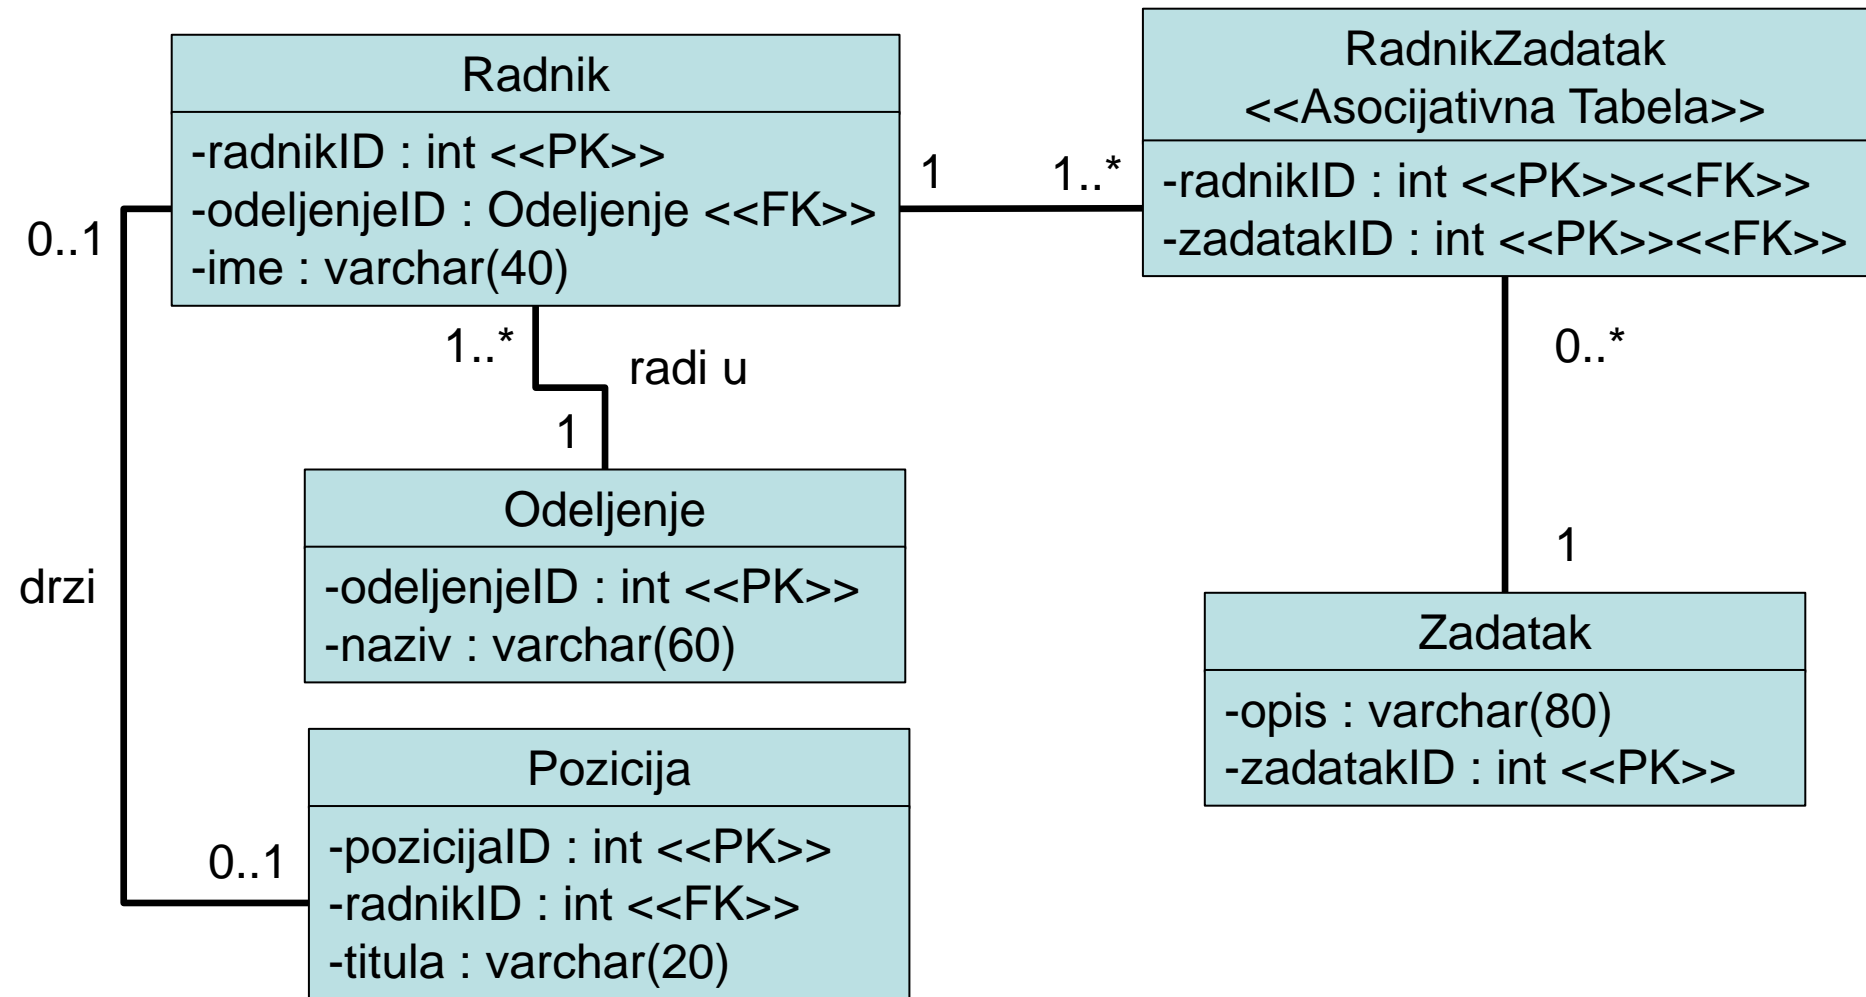 Radnik
-radnikID : int <<PK>>
-odeljenjeID : Odeljenje <<FK>>
-ime : varchar(40)
RadnikZadatak
<<Asocijativna Tabela>>
-radnikID : int <<PK>><<FK>>
-zadatakID : int <<PK>><<FK>>
1
1..*
0..1
1..*
radi u
1
0..*
1
Odeljenje
-odeljenjeID : int <<PK>>
-naziv : varchar(60)
drzi
Zadatak
-opis : varchar(80)
-zadatakID : int <<PK>>
0..1
Pozicija
-pozicijaID : int <<PK>>
-radnikID : int <<FK>>
-titula : varchar(20)